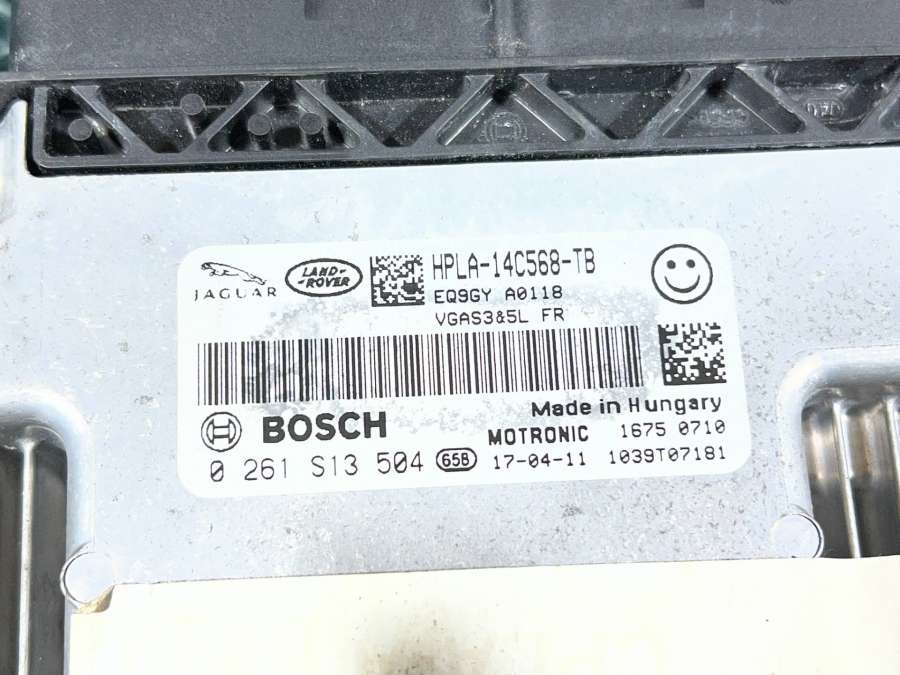 JAGUAR
LAND-
ROVER
HPLA-14C568-TB
EQ9GY A0118
VGAS3&5L FR
Made in Hungary
BOSCH
MOTRONIC 1675 0710
0 261 S13 504 65B 17-04-11 1039T07181